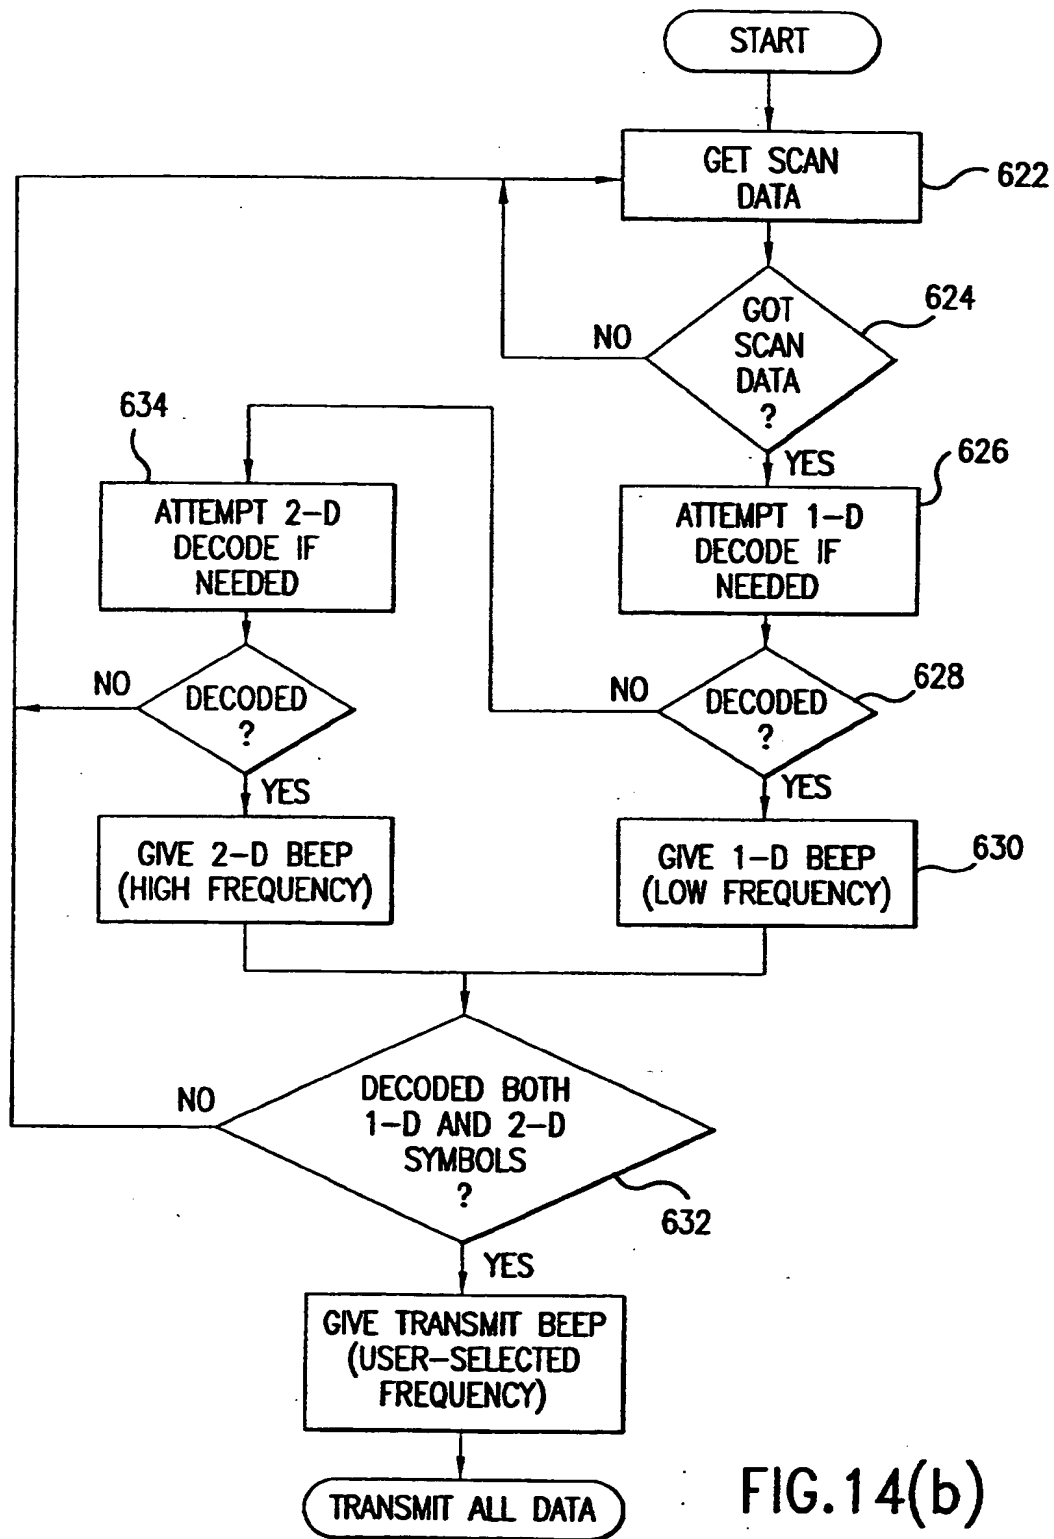 START
GET SCAN
DATA
622
GOT
SCAN
DATA
?
624
NO
YES
634
626
ATTEMPT 2-D
DECODE IF
NEEDED
ATTEMPT 1-D
DECODE IF
NEEDED
NO
DECODED
?
YES
NO
DECODED
?
628
YES
GIVE 2-D BEEP
(HIGH FREQUENCY)
GIVE 1-D BEEP
(LOW FREQUENCY)
630
NO
DECODED BOTH
1-D AND 2-D
SYMBOLS
?
632
YES
GIVE TRANSMIT BEEP
(USER-SELECTED
FREQUENCY)
TRANSMIT ALL DATA
FIG.14(b)